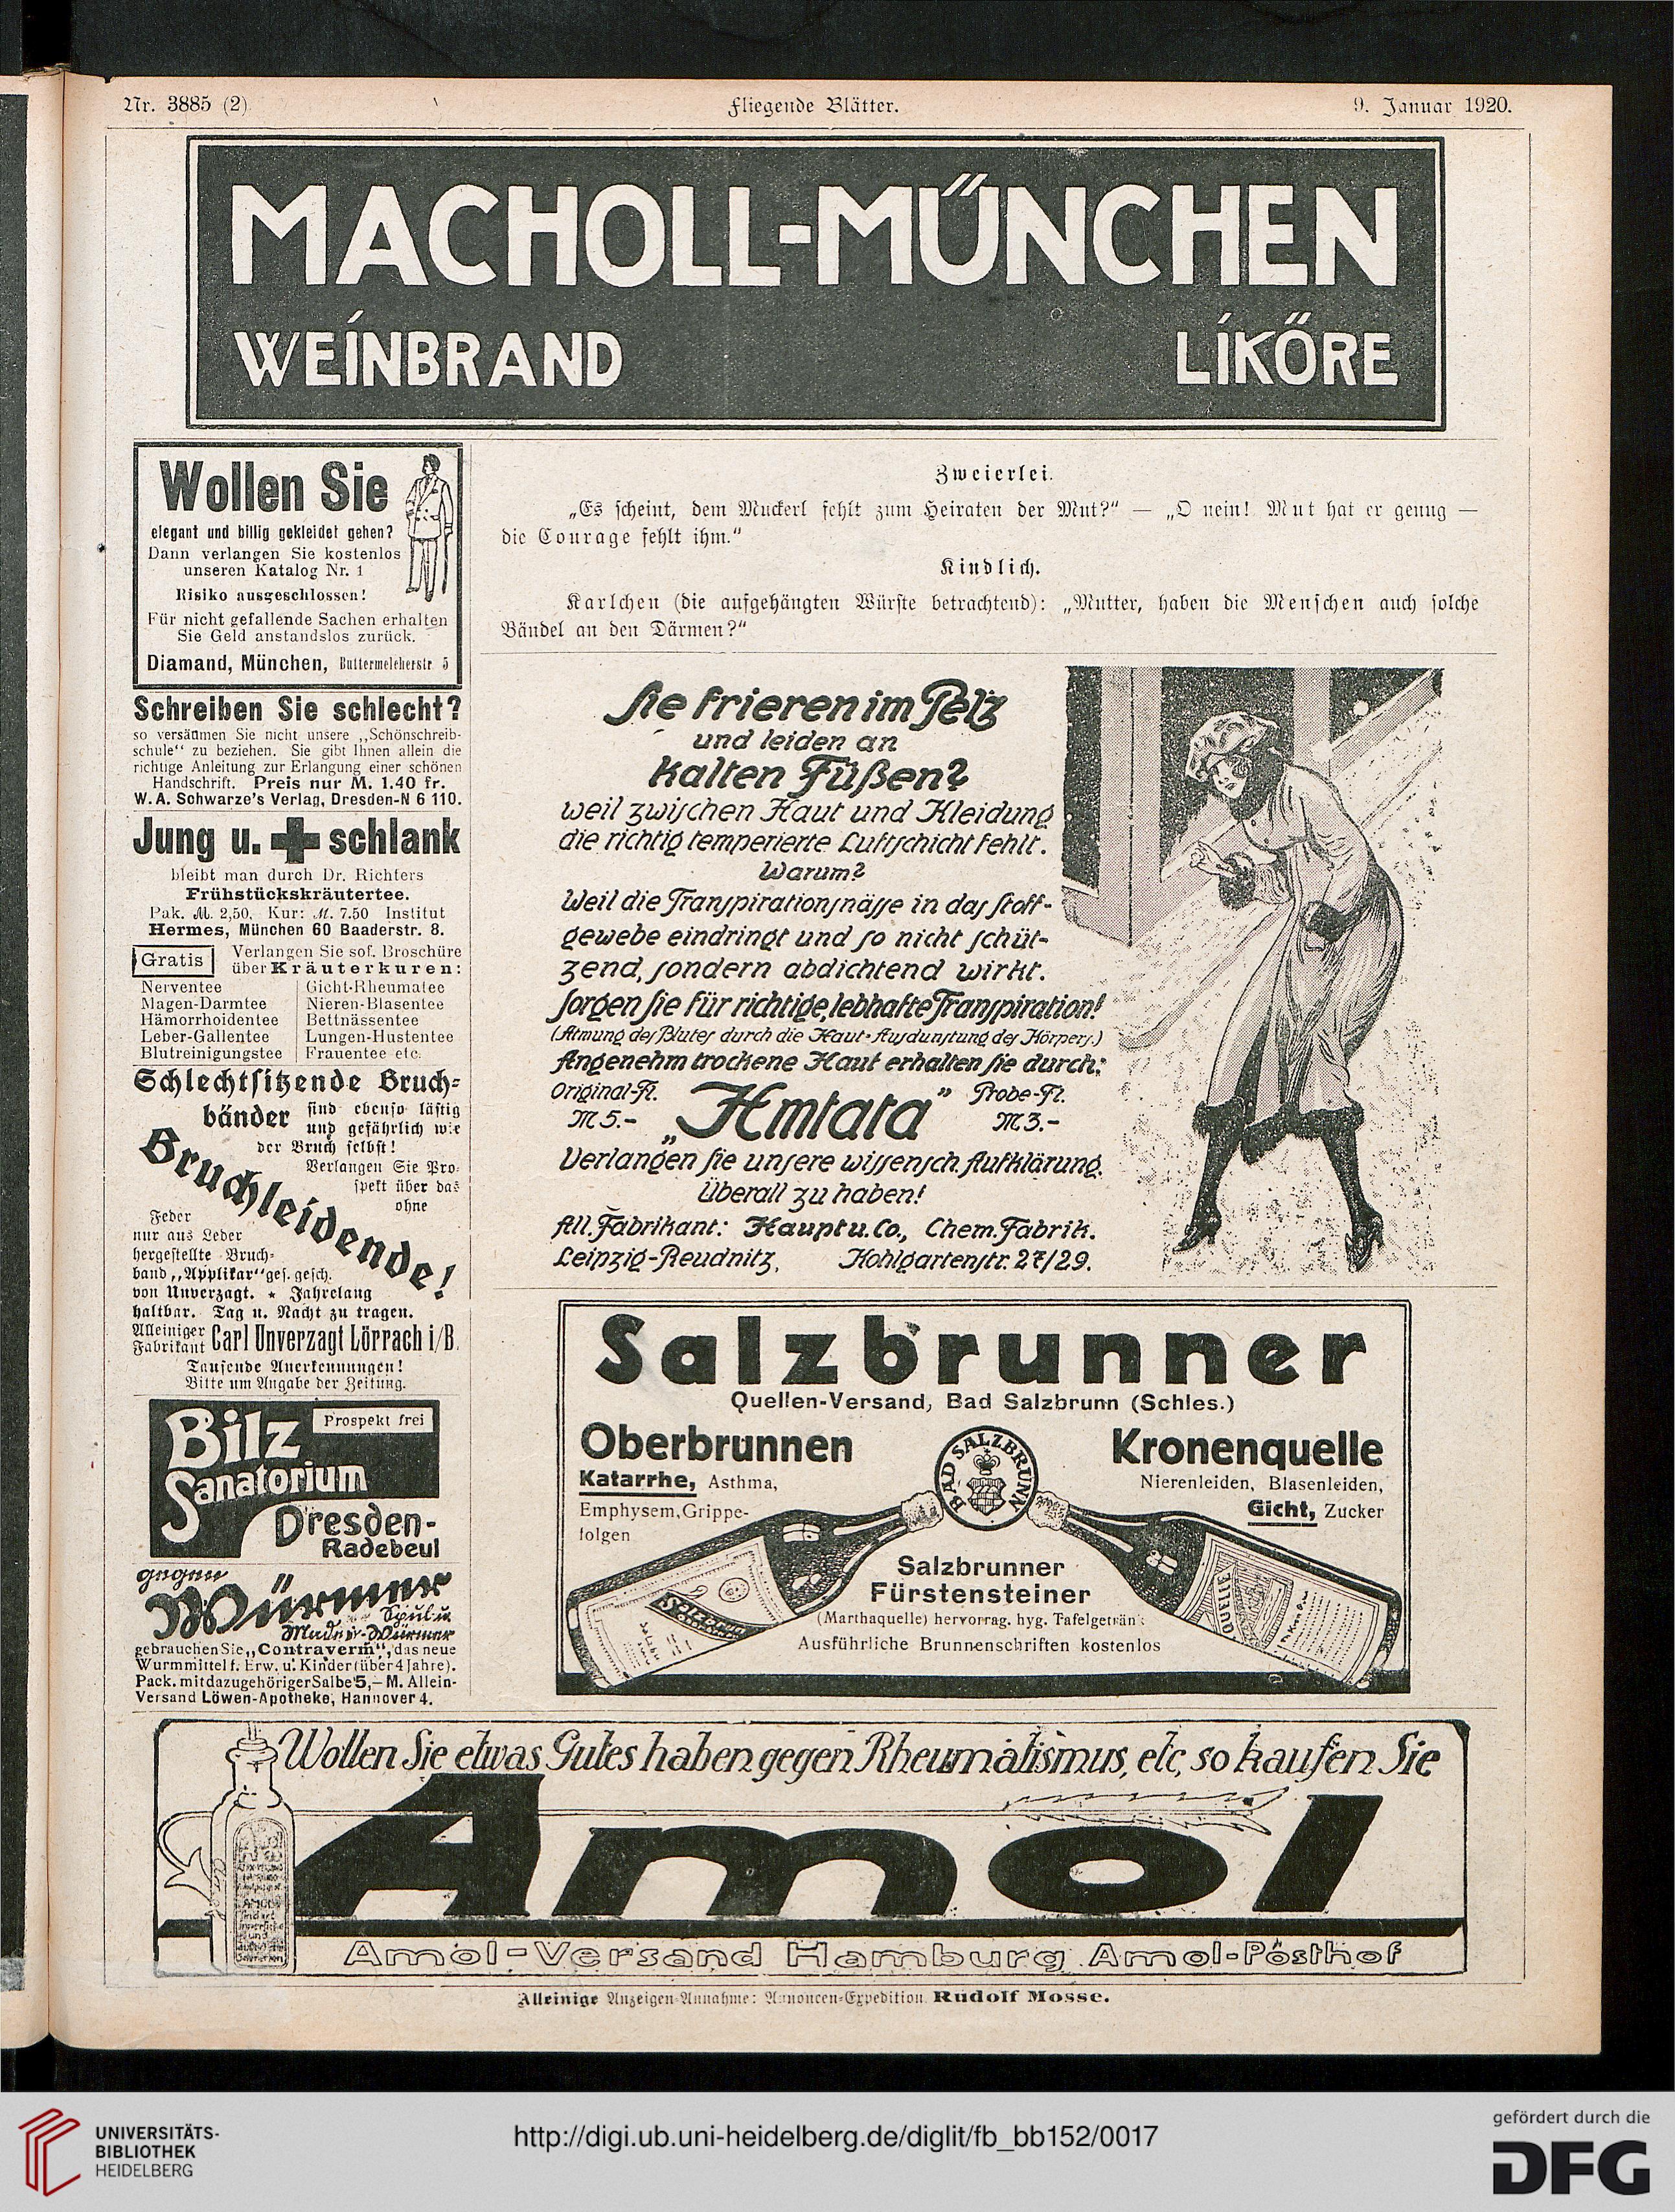 Nr. 3885 (2)
Fliegende Blätter.
9. Januar 1920.
MACHOLL-MÜNCHEN
WEINBRAND
LIKÖRE
Wollen Sie
elegant und billig gekleidet gehen?
Dann verlangen Sie kostenlos
unseren Katalog Nr. 1
Risiko ausgeschlossen!
Für nicht gefallende Sachen erhalten
Sie Geld anstandslos zurück.
Diamand, München, Buttermelcherstr. 5
Schreiben Sie schlecht?
so versäumen Sie nicht unsere „Schönschreib-
schule“ zu beziehen. Sie gibt Ihnen allein die
richtige Anleitung zur Erlangung einer schönen
Handschrift. Preis nur M. 1.40 fr.
W. A. Schwarze's Verlag, Dresden-N 6 110.
Jung u. schlank
bleibt man durch Dr. Richters
Frühstückskräutertee.
Pak. M. 2,50, Kur: M. 7.50 Institut
Hermes, München 60 Baaderstr. 8.
Gratis
Verlangen Sie sof. Broschüre
über Kräuterkuren:
Nerventee
Magen-Darmtee
Hämorrhoidentee
Leber-Gallentee
Blutreinigungstee
Gicht-Rheumatee
Nieren-Blasentee
Bettnässentee
Lungen-Hustentee
Frauentee etc.
Schlechtsitzende Bruch-
bänder sind ebenso lästig
und gefährlich wie
der Bruch selbst!
Bruchleidende!
Verlangen Sie Pro-
spekt über das
ohne
Feder
nur aus Leder
hergestellte Bruch-
band „Applikar“ ges. gesch.
von Unverzagt. * Jahrelang
haltbar. Tag u. Nacht zu tragen.
Alleiniger
Fabrikant Carl Unverzagt Lörrach i/B.
Tausende Anerkennungen!
Bitte um Angabe der Zeitung.
Bilz
Prospekt frei
Sanatorium
Dresden-
Radebeul
gegen
Würmer
Spul u.
Maden-Würmer
gebrauchen Sie „Contraverm“, das neue
Wurmmittel f. Erw. u. Kinder (über 4 Jahre).
Pack. mit dazugehöriger Salbe 5,— M. Allein-
Versand Löwen-Apotheke, Hannover 4.
Zweierlei.
„Es scheint, dem Muckerl fehlt zum Heiraten der Mut?“ — „O nein! Mut hat er genug —
die Courage fehlt ihm.“
Kindlich.
Karlchen (die aufgehängten Würste betrachtend): „Mutter, haben die Menschen auch solche
Bändel an den Därmen?“
Sie frieren im Pelz
und leiden an
kalten Füßen?
weil zwischen Haut und Kleidung
die richtig temperierte Luftschicht fehlt.
Warum?
Weil die Transpirationsnässe in das Stoff-
gewebe eindringt und so nicht schüt-
zend, sondern abdichtend wirkt.
Sorgen Sie für richtige, lebhafte Transpiration!
(Atmung des Blutes durch die Haut-Ausdunstung des Körpers.)
Angenehm trockene Haut erhalten Sie durch:
Original-Fl.
M 5.-
„Hmtata”
Probe-Fl.
M 3.-
Verlangen Sie unsere wissensch. Aufklärung.
Überall zu haben!
All. Fabrikant: Haupt u. Co., Chem. Fabrik.
Leipzig-Reudnitz, Kohlgartenstr. 27/29.
Salzbrunner
Quellen-Versand, Bad Salzbrunn (Schles.)
Oberbrunnen
Katarrhe, Asthma,
Emphysem, Grippe-
folgen
BAD SALZBRUNN
Kronenquelle
Nierenleiden, Blasenleiden,
Gicht, Zucker
Salzbrunner
Fürstensteiner
(Marthaquelle) hervorrag. hyg. Tafelgetränk
Ausführliche Brunnenschriften kostenlos
Wollen Sie etwas Gutes haben gegen Rheumatismus, etc, so kaufen Sie
Amol
Amol-Versand Hamburg Amol-Posthof
Alleinige Anzeigen-Annahme: Annoncen-Expedition Rudolf Mosse.
UNIVERSITÄTS-
BIBLIOTHEK
HEIDELBERG
http://digi.ub.uni-heidelberg.de/diglit/fb_bb152/0017
gefördert durch die
DFG